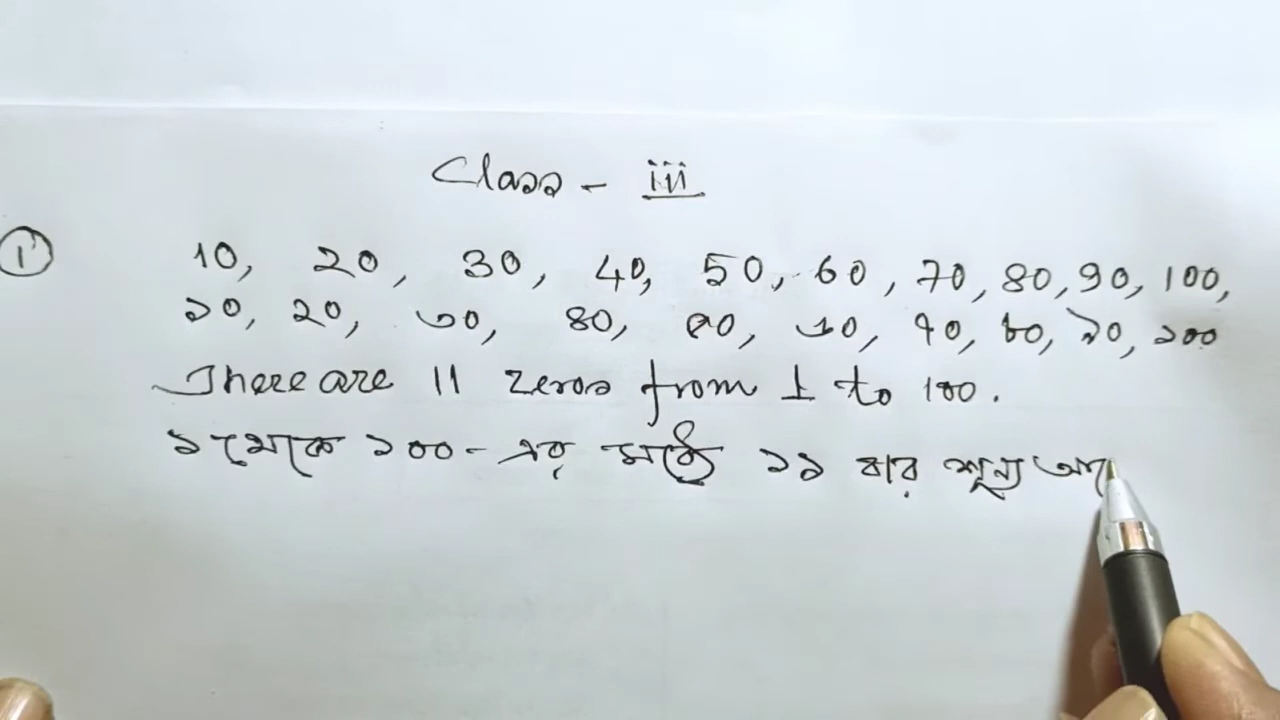 Class - iii
1
10, 20, 30, 40, 50, 60, 70, 80, 90, 100,
১০, ২০, ৩০, ৪০, ৫০, ৬০, ৭০, ৮০, ৯০, ১০০
There are 11 zeros from 1 to 100.
১ থেকে ১০০-এর মধ্যে ১১ বার শূন্য